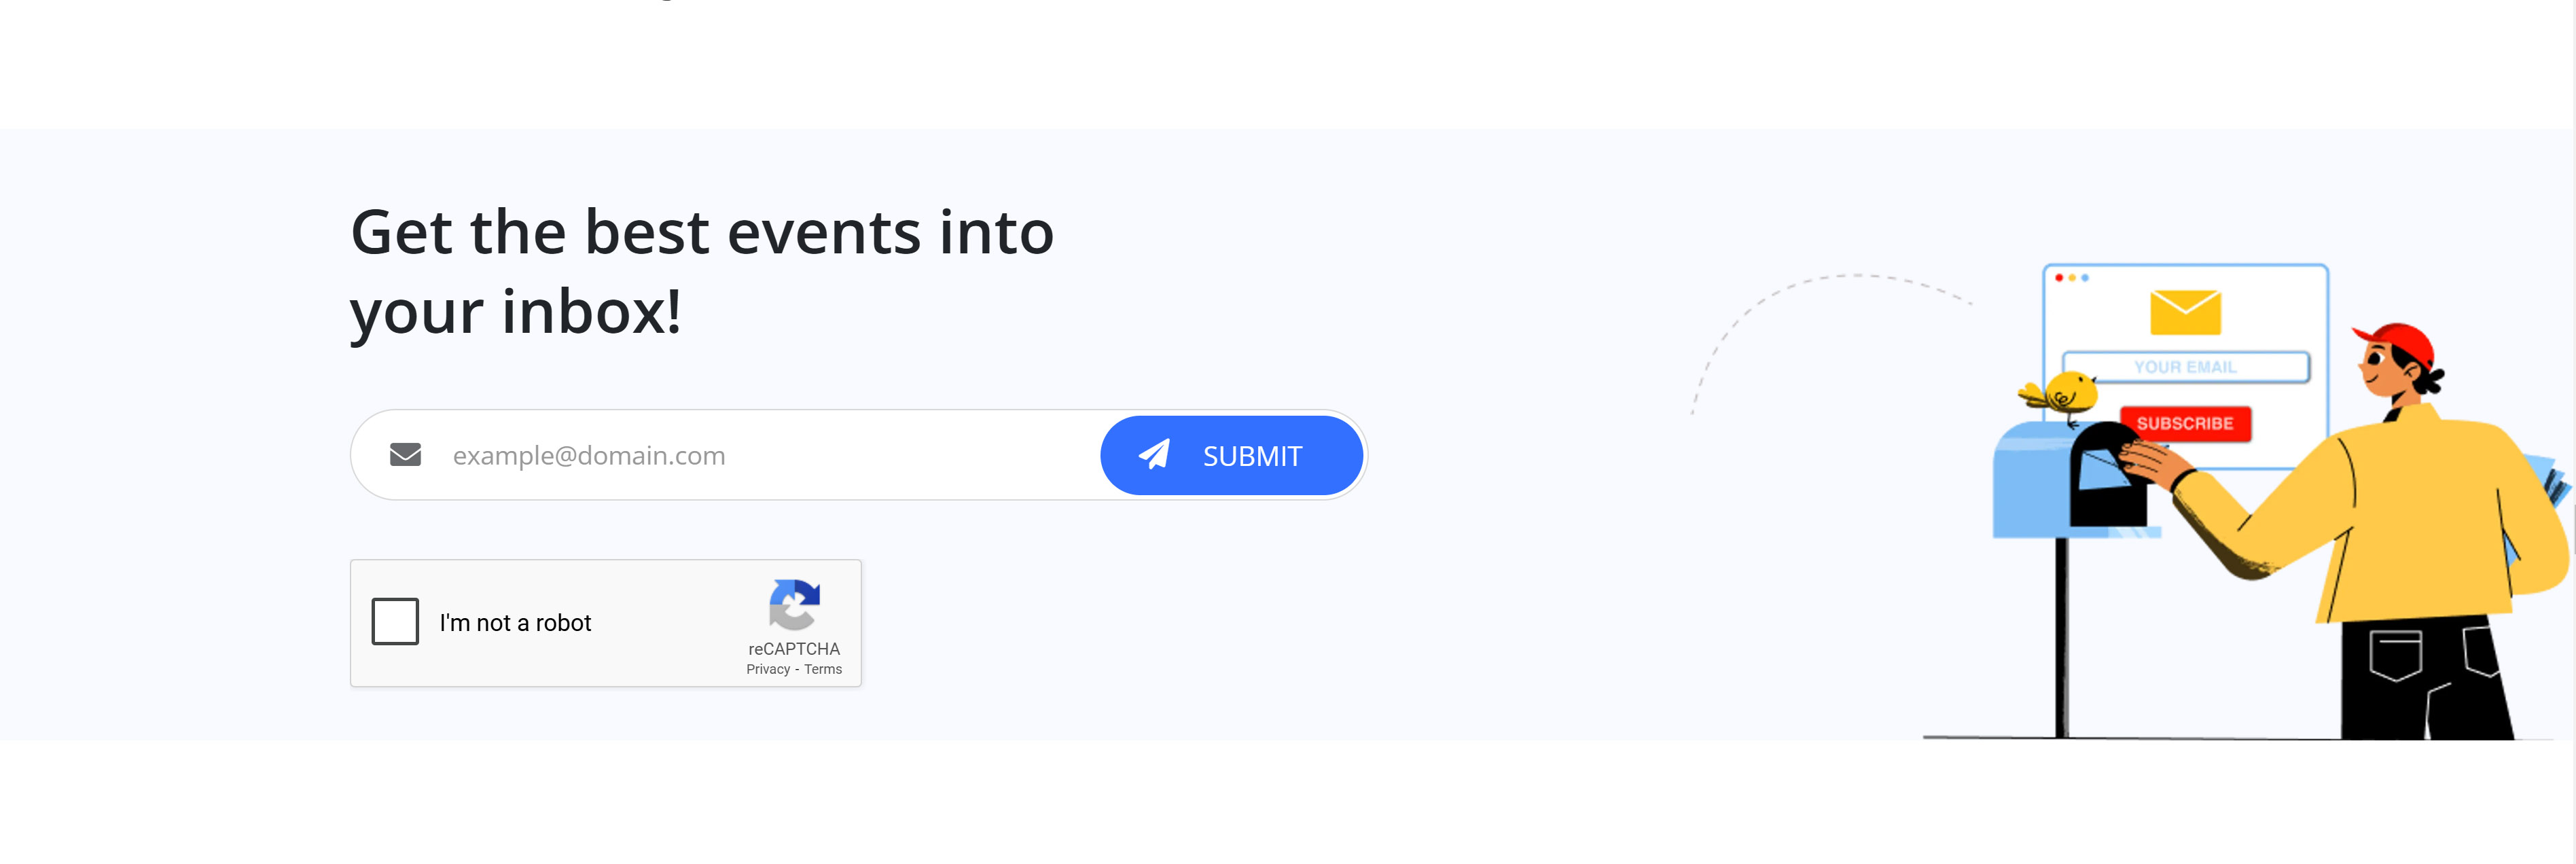 Get the best events into
your inbox!
example@domain.com
SUBMIT
I'm not a robot
reCAPTCHA
Privacy - Terms
YOUR EMAIL
SUBSCRIBE